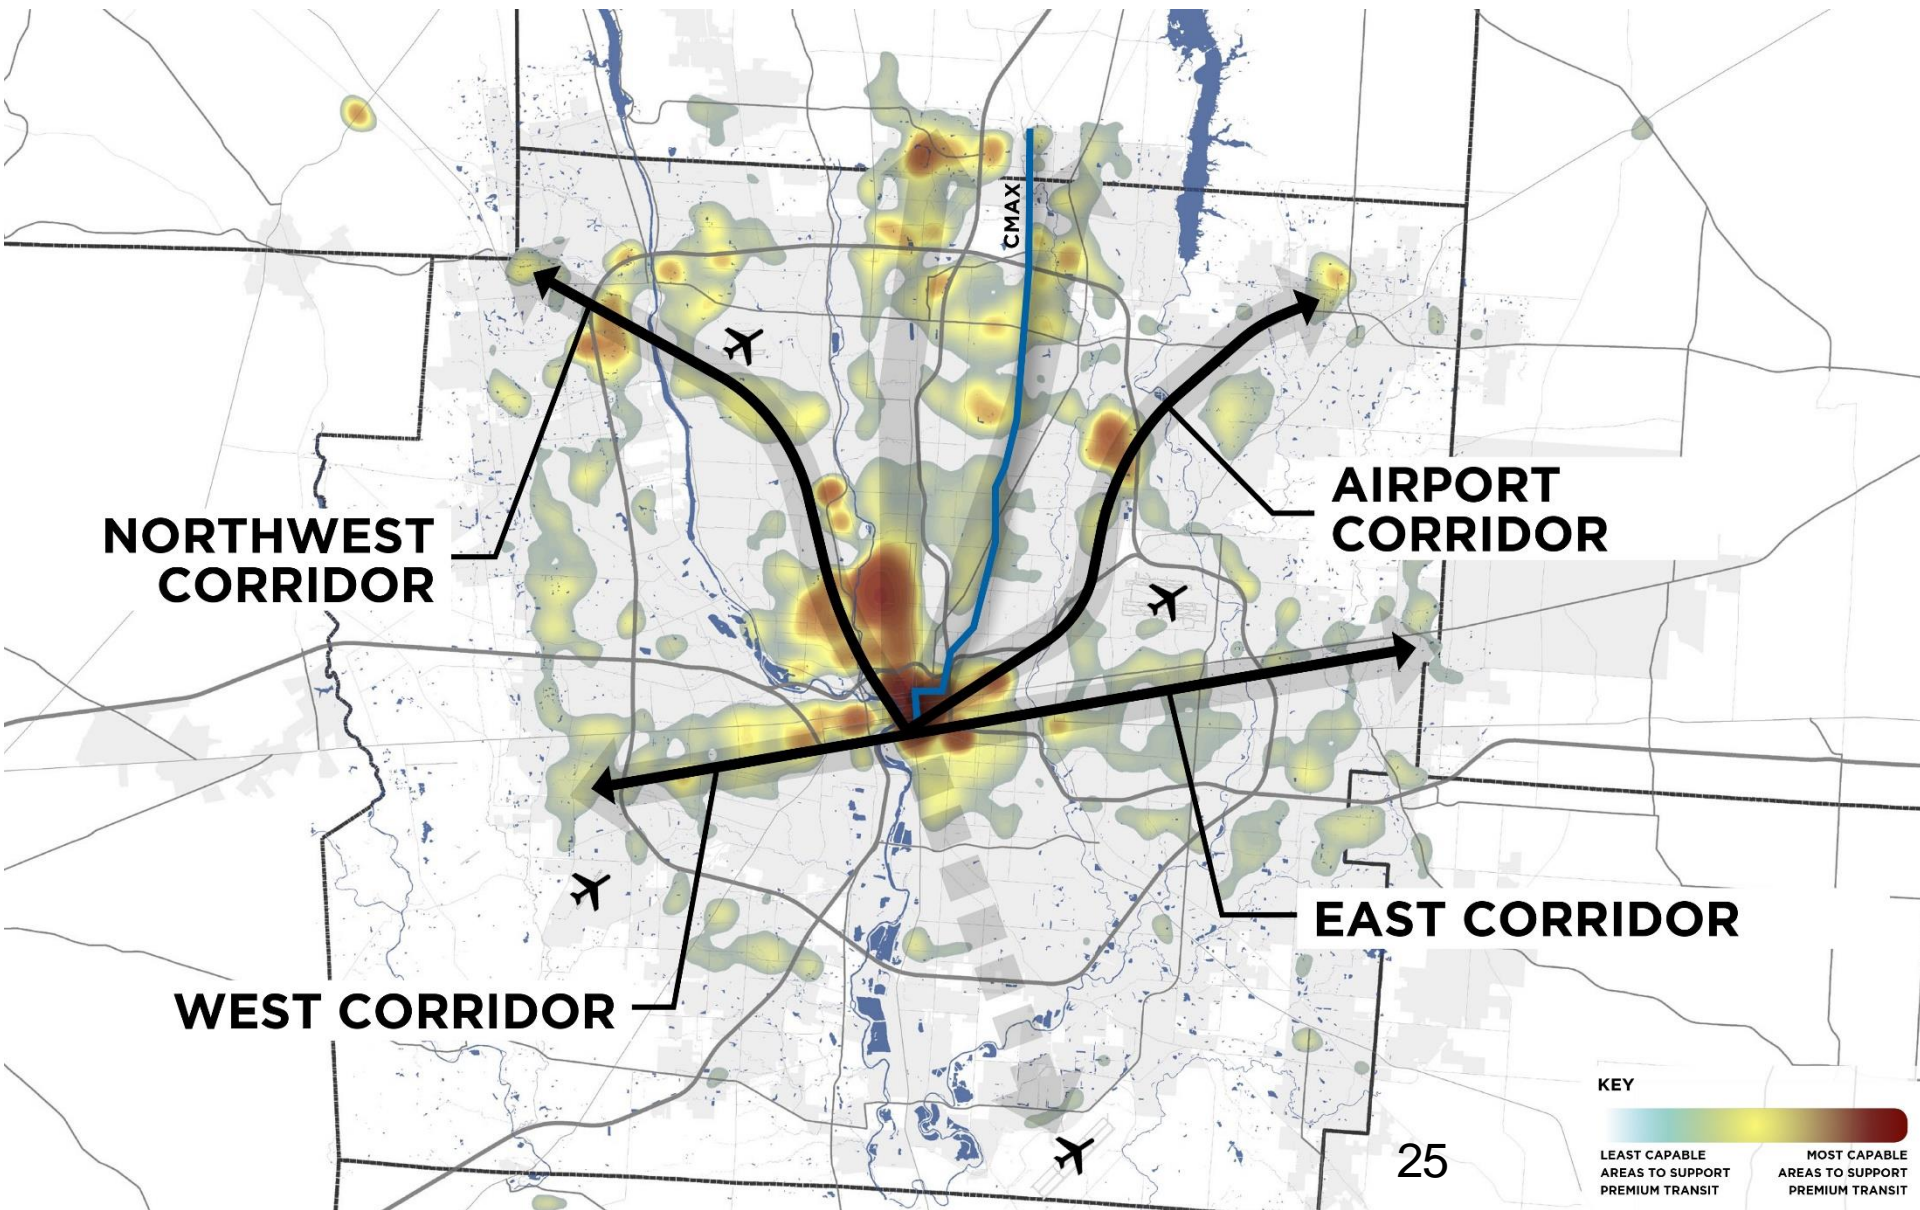 CMAX
NORTHWEST
CORRIDOR
AIRPORT
CORRIDOR
EAST CORRIDOR
WEST CORRIDOR
KEY
LEAST CAPABLE
AREAS TO SUPPORT
PREMIUM TRANSIT
MOST CAPABLE
AREAS TO SUPPORT
PREMIUM TRANSIT
25